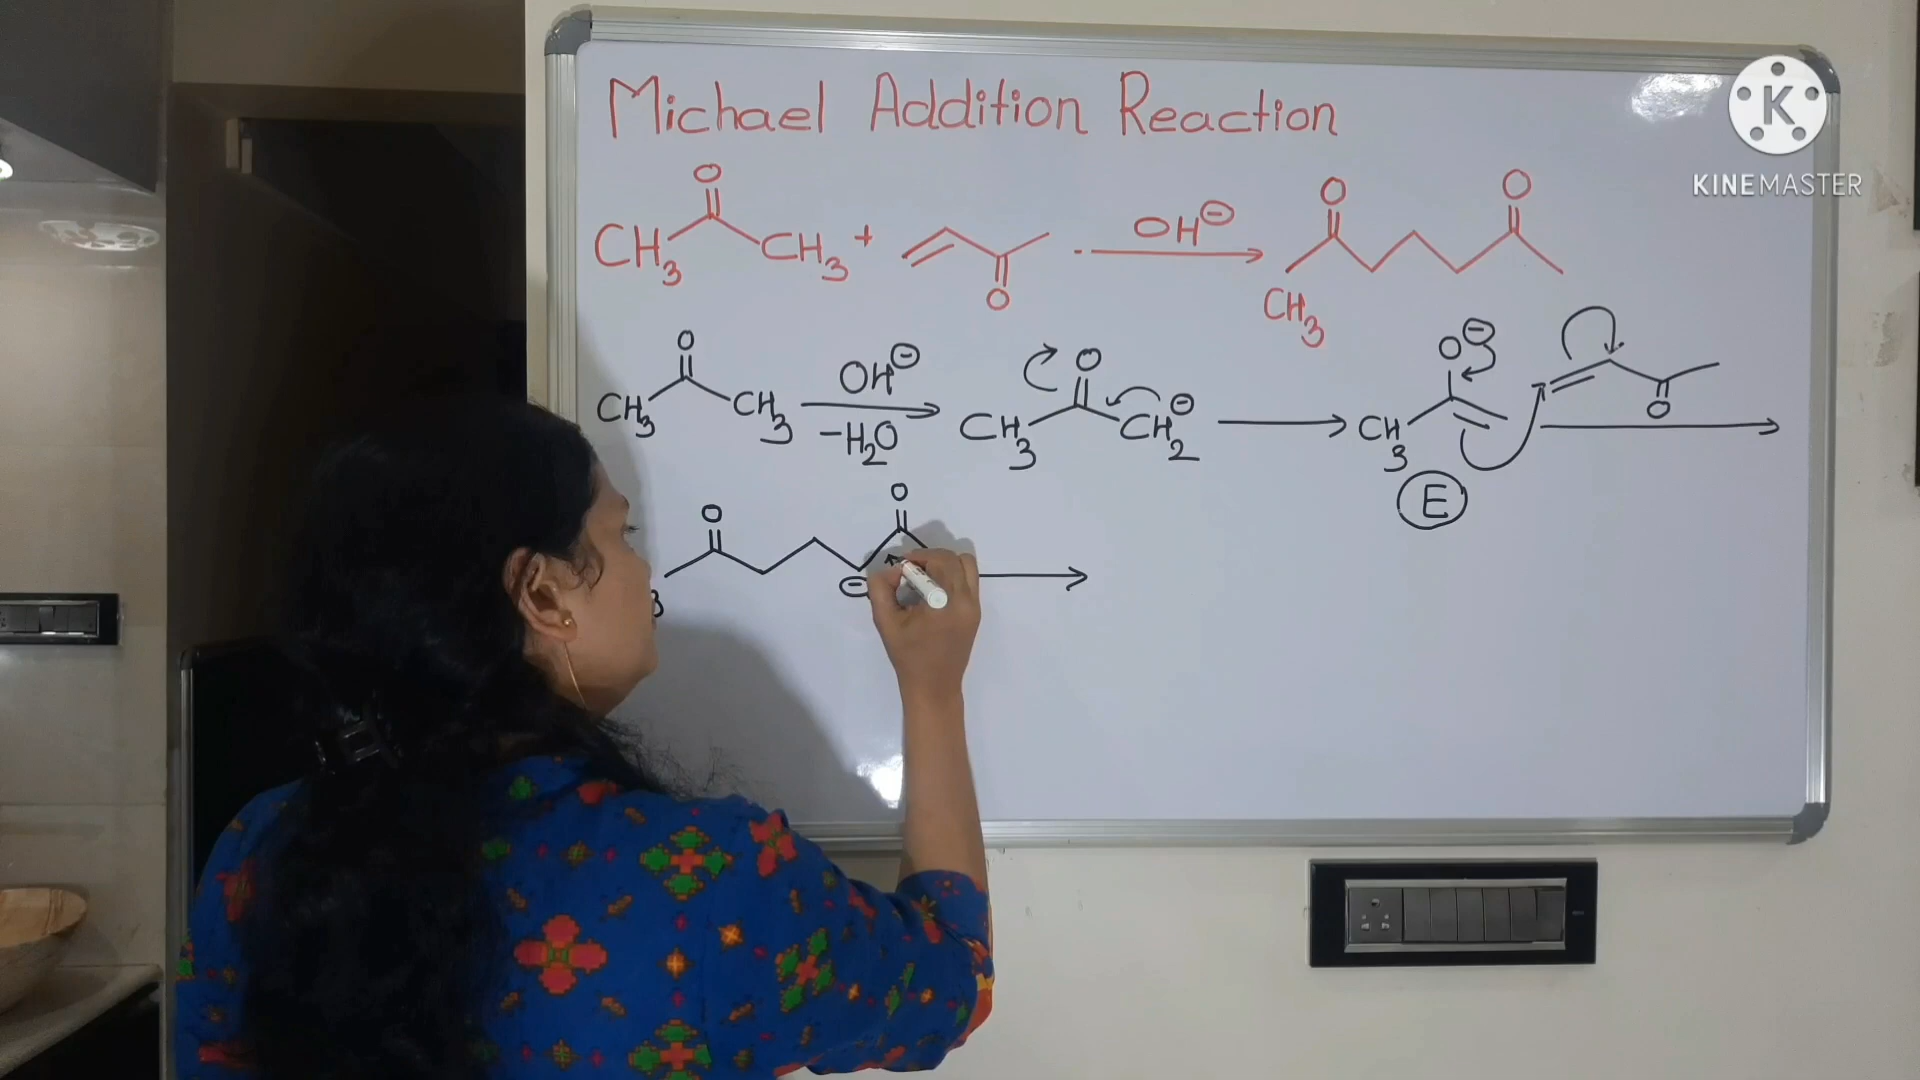 Michael Addition Reaction
KINEMASTER
O O O
CH3 CH3 + O OH⊖
CH3
O OH⊖ O O⊖
CH3 CH3 -H2O CH3 CH2⊖ CH3 O
E
O O
3 ⊖